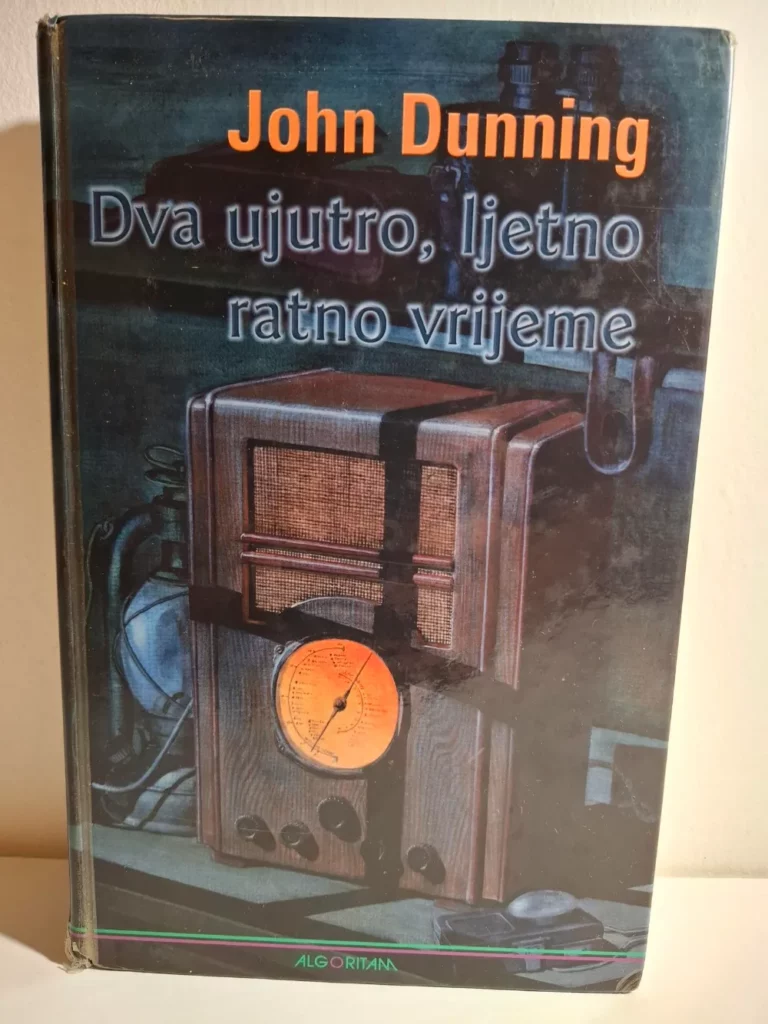 John Dunning
Dva ujutro, ljetno
ratno vrijeme
ALGORITAM